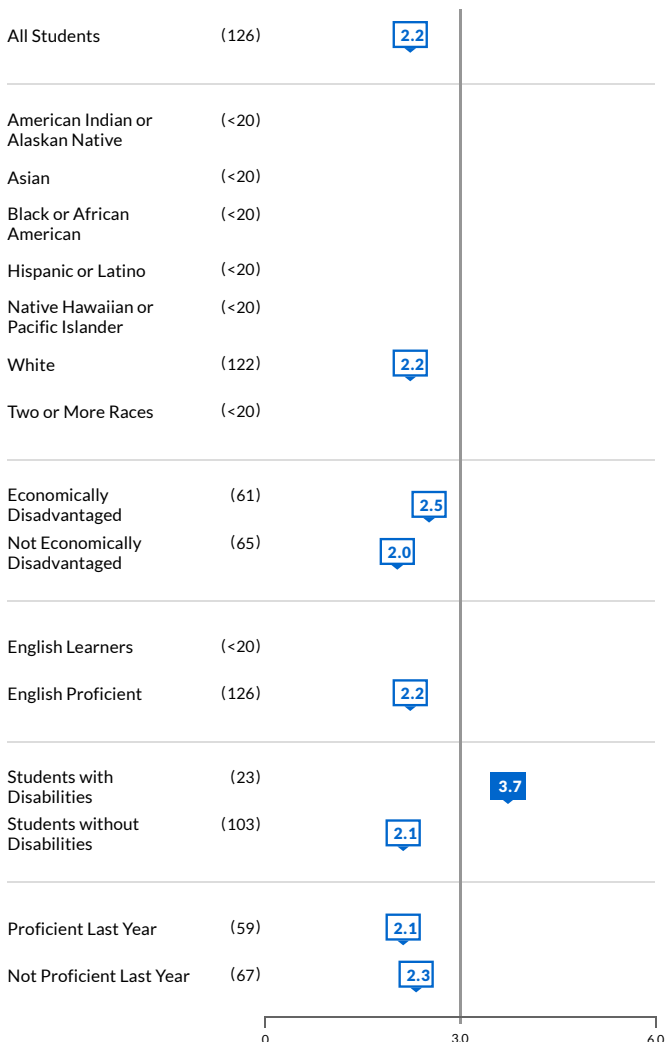 All Students (126) 2.2
American Indian or (<20)
Alaskan Native
Asian (<20)
Black or African (<20)
American
Hispanic or Latino (<20)
Native Hawaiian or (<20)
Pacific Islander
White (122) 2.2
Two or More Races (<20)
Economically (61) 2.5
Disadvantaged
Not Economically (65) 2.0
Disadvantaged
English Learners (<20)
English Proficient (126) 2.2
Students with (23) 3.7
Disabilities
Students without (103) 2.1
Disabilities
Proficient Last Year (59) 2.1
Not Proficient Last Year (67) 2.3
0 3.0 6.0